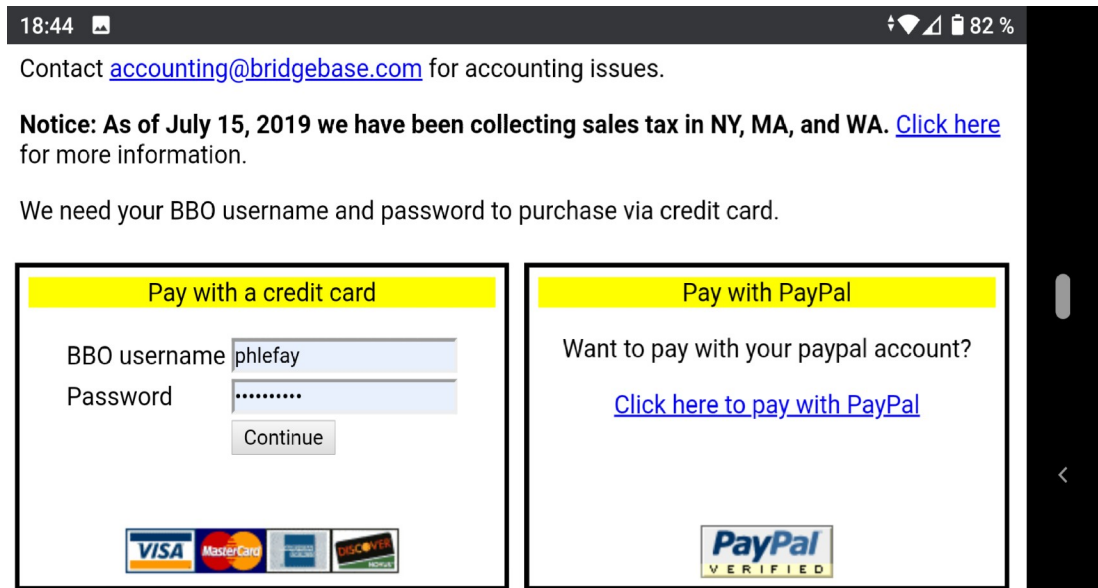 18:44 82 %
Contact accounting@bridgebase.com for accounting issues.
Notice: As of July 15, 2019 we have been collecting sales tax in NY, MA, and WA. Click here
for more information.
We need your BBO username and password to purchase via credit card.
Pay with a credit card
BBO username phlefay
Password ••••••••••
Continue
VISA MasterCard AMERICAN EXPRESS DISCOVER NOVUS
Pay with PayPal
Want to pay with your paypal account?
Click here to pay with PayPal
PayPal
VERIFIED